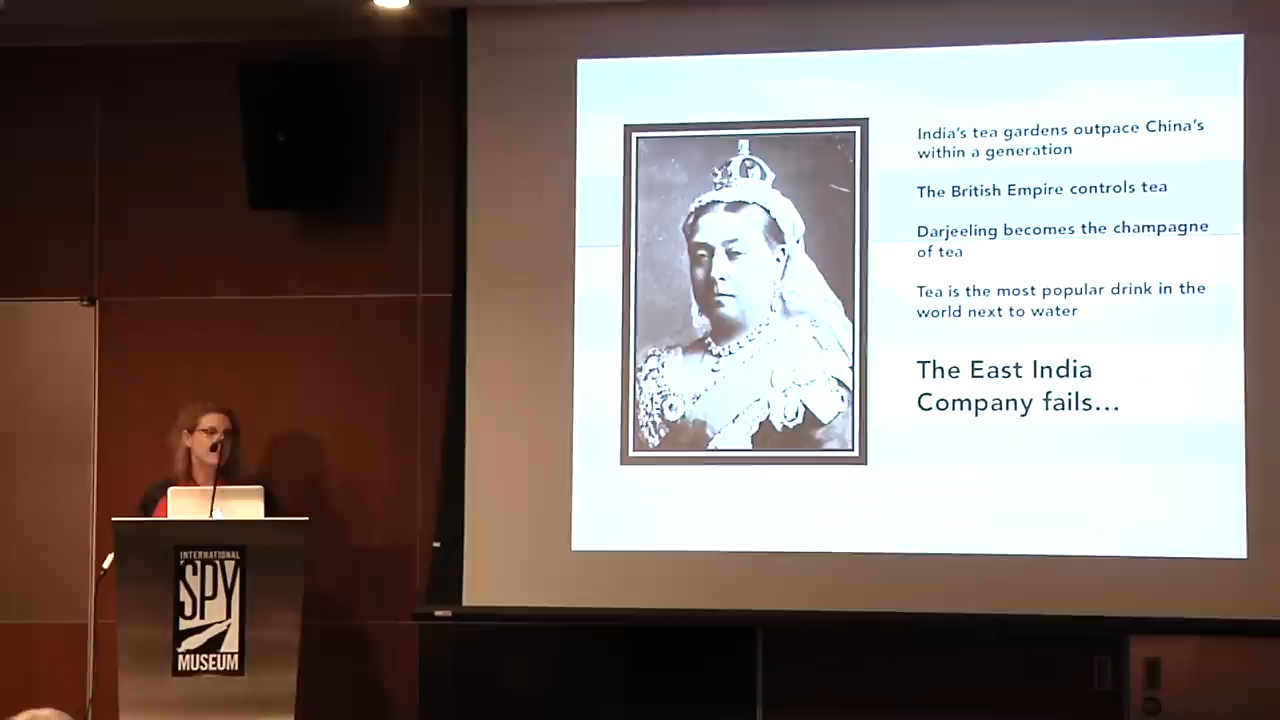 India's tea gardens outpace China's
within a generation
The British Empire controls tea
Darjeeling becomes the champagne
of tea
Tea is the most popular drink in the
world next to water
The East India
Company fails...
INTERNATIONAL
SPY
MUSEUM